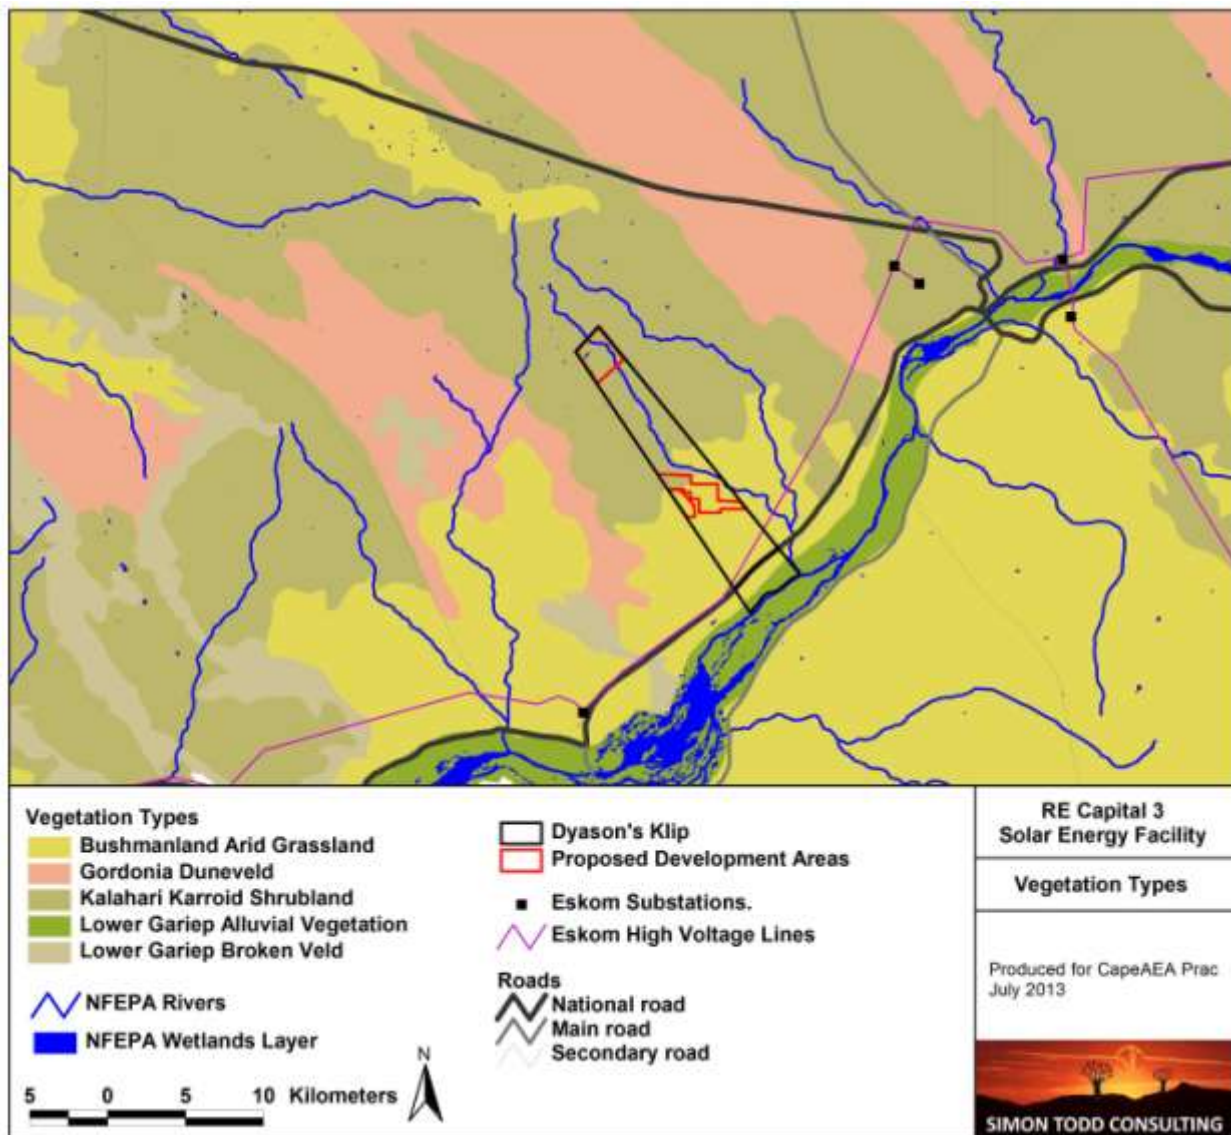 Vegetation Types
Bushmanland Arid Grassland
Gordonia Duneveld
Kalahari Karroid Shrubland
Lower Gariep Alluvial Vegetation
Lower Gariep Broken Veld
NFEPA Rivers
NFEPA Wetlands Layer
5 0 5 10 Kilometers
N
Dyason's Klip
Proposed Development Areas
Eskom Substations.
Eskom High Voltage Lines
Roads
National road
Main road
Secondary road
RE Capital 3
Solar Energy Facility
Vegetation Types
Produced for CapeAEA Prac
July 2013
SIMON TODD CONSULTING